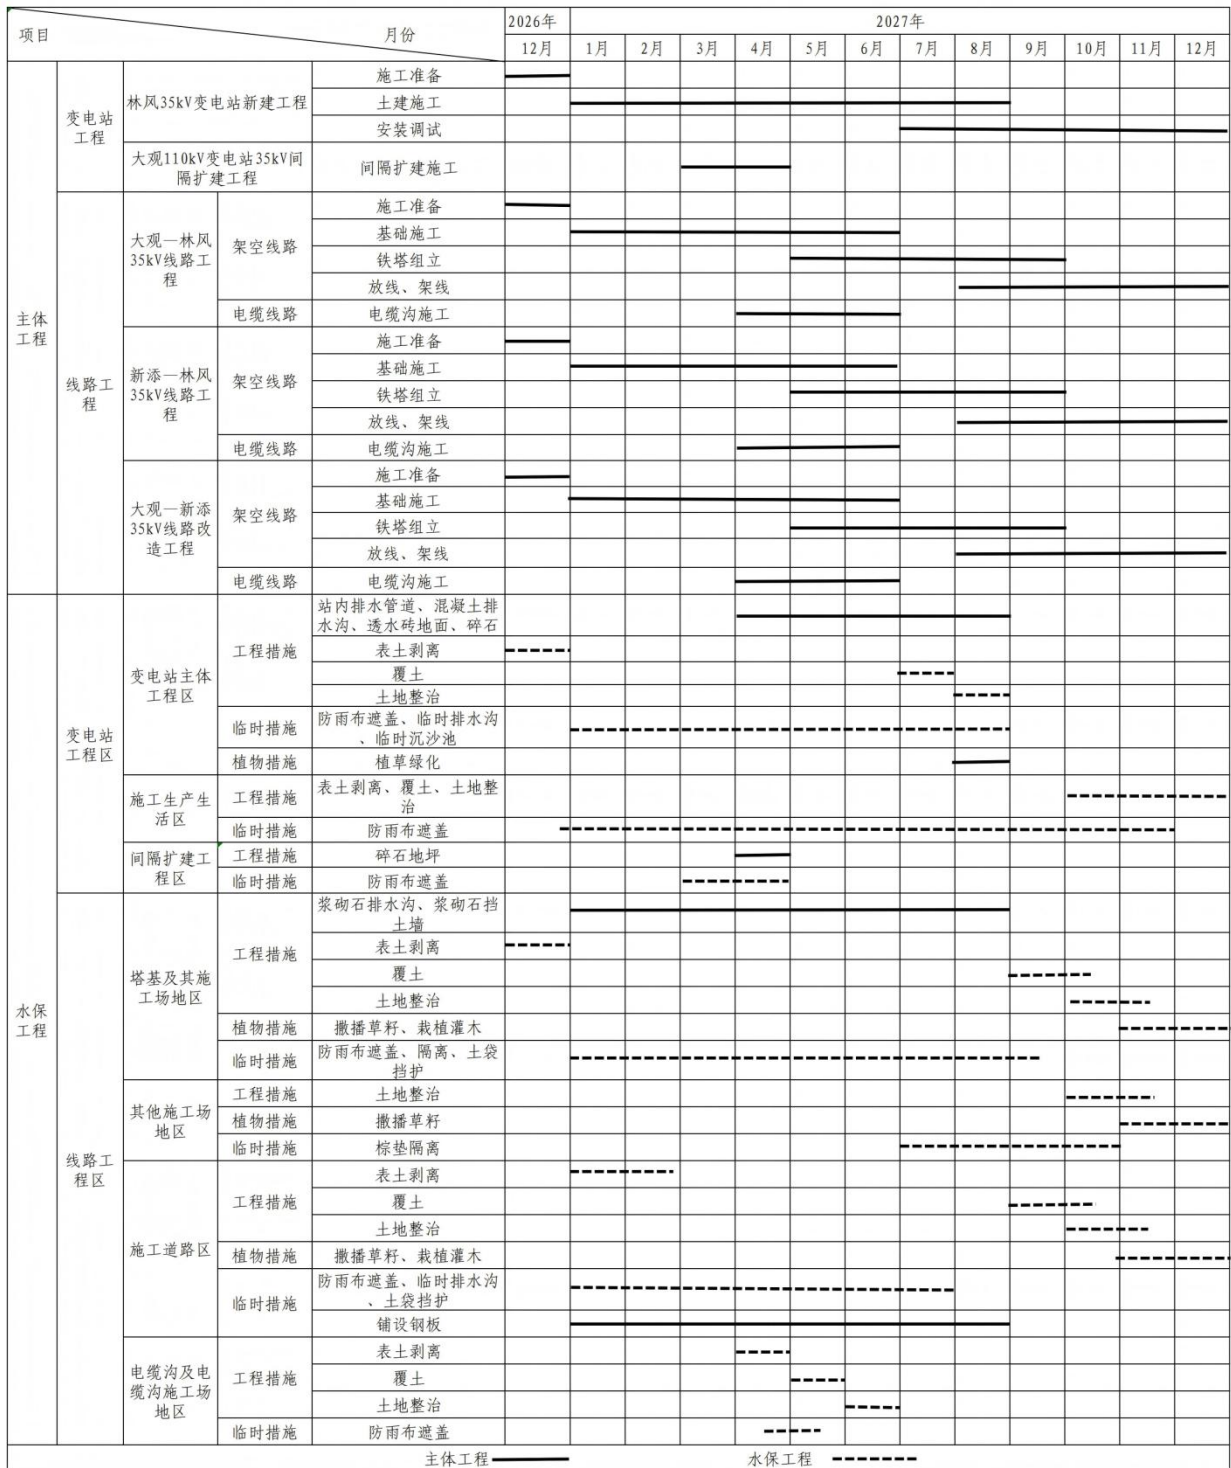 项目
月份
2026年
2027年
12月 1月 2月 3月 4月 5月 6月 7月 8月 9月 10月 11月 12月
主体
工程
变电站
工程
林风35kV变电站新建工程
施工准备
土建施工
安装调试
大观110kV变电站35kV间
隔扩建工程
间隔扩建施工
线路工
程
大观—林风
35kV线路工
程
架空线路
施工准备
基础施工
铁塔组立
放线、架线
电缆线路
电缆沟施工
新添—林风
35kV线路工
程
架空线路
施工准备
基础施工
铁塔组立
放线、架线
电缆线路
电缆沟施工
大观—新添
35kV线路改
造工程
架空线路
施工准备
基础施工
铁塔组立
放线、架线
电缆线路
电缆沟施工
水保
工程
变电站
工程区
变电站主体
工程区
工程措施
站内排水管道、混凝土排
水沟、透水砖地面、碎石
表土剥离
覆土
土地整治
临时措施
防雨布遮盖、临时排水沟
、临时沉沙池
植物措施
植草绿化
施工生产生
活区
工程措施
表土剥离、覆土、土地整
治
临时措施
防雨布遮盖
间隔扩建工
程区
工程措施
碎石地坪
临时措施
防雨布遮盖
线路工
程区
塔基及其施
工场地区
工程措施
浆砌石排水沟、浆砌石挡
土墙
表土剥离
覆土
土地整治
植物措施
撒播草籽、栽植灌木
临时措施
防雨布遮盖、隔离、土袋
挡护
其他施工场
地区
工程措施
土地整治
植物措施
撒播草籽
临时措施
棕垫隔离
施工道路区
工程措施
表土剥离
覆土
土地整治
植物措施
撒播草籽、栽植灌木
临时措施
防雨布遮盖、临时排水沟
、土袋挡护
铺设钢板
电缆沟及电
缆沟施工场
地区
工程措施
表土剥离
覆土
土地整治
临时措施
防雨布遮盖
主体工程
水保工程